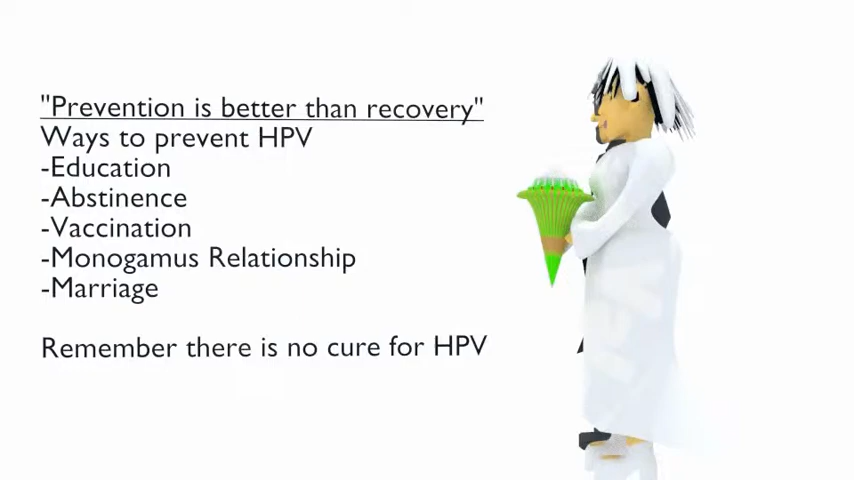 "Prevention is better than recovery"
Ways to prevent HPV
-Education
-Abstinence
-Vaccination
-Monogamus Relationship
-Marriage
Remember there is no cure for HPV